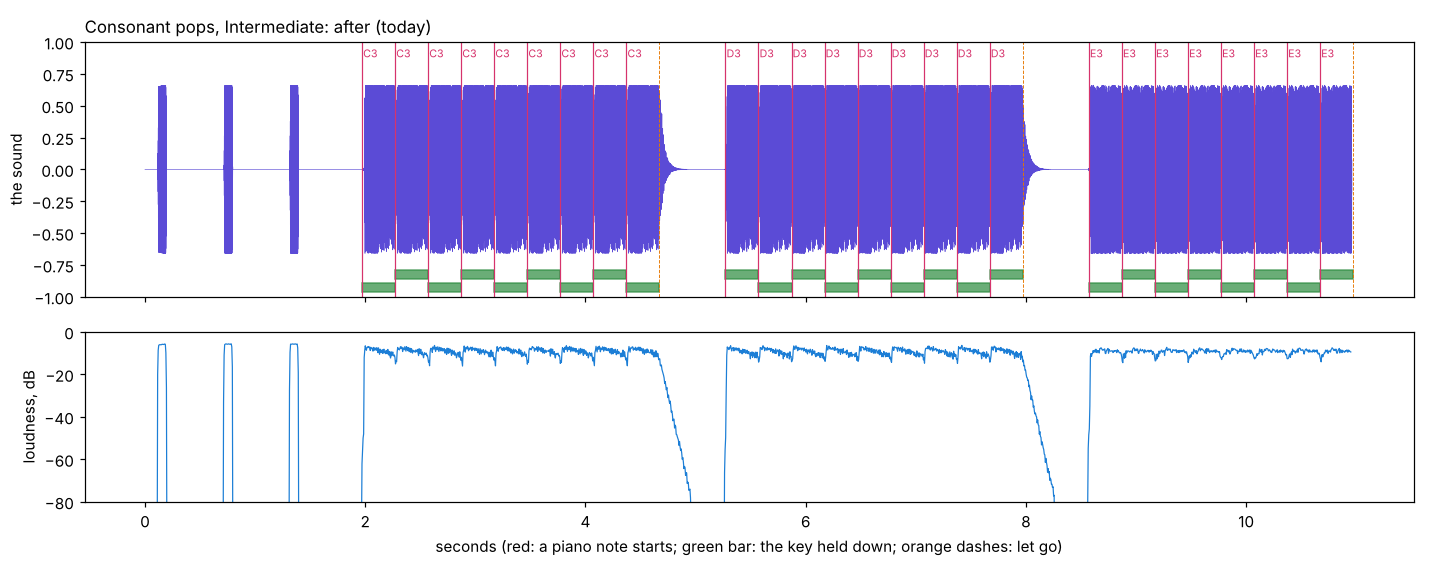 Consonant pops, Intermediate: after (today)
1.00
0.75
0.50
0.25
0.00
−0.25
−0.50
−0.75
−1.00
the sound
C3 C3 C3 C3 C3 C3 C3 C3 C3 D3 D3 D3 D3 D3 D3 D3 D3 D3 E3 E3 E3 E3 E3 E3 E3 E3
0
−20
−40
−60
−80
loudness, dB
0 2 4 6 8 10
seconds (red: a piano note starts; green bar: the key held down; orange dashes: let go)